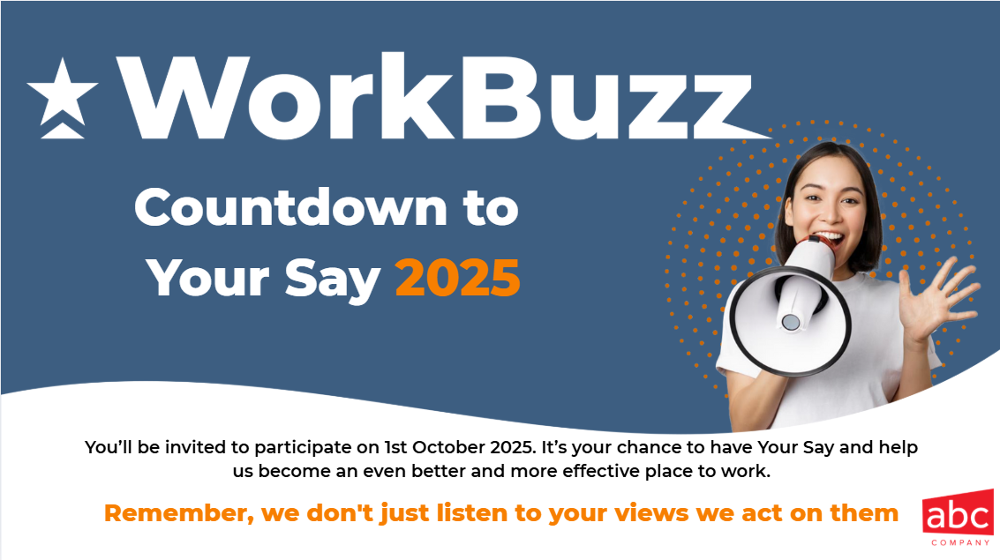 WorkBuzz
Countdown to
Your Say 2025
You’ll be invited to participate on 1st October 2025. It’s your chance to have Your Say and help
us become an even better and more effective place to work.
Remember, we don't just listen to your views we act on them
abc
COMPANY